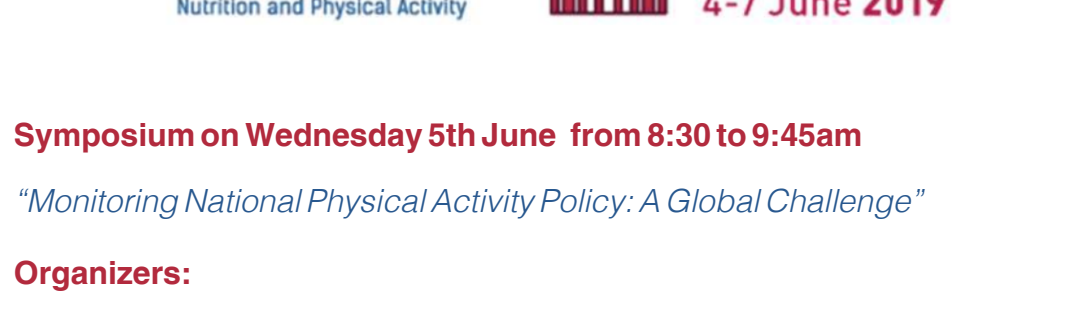 Nutrition and Physical Activity
4-7 June 2019
Symposium on Wednesday 5th June from 8:30 to 9:45am
“Monitoring National Physical Activity Policy: A Global Challenge”
Organizers: